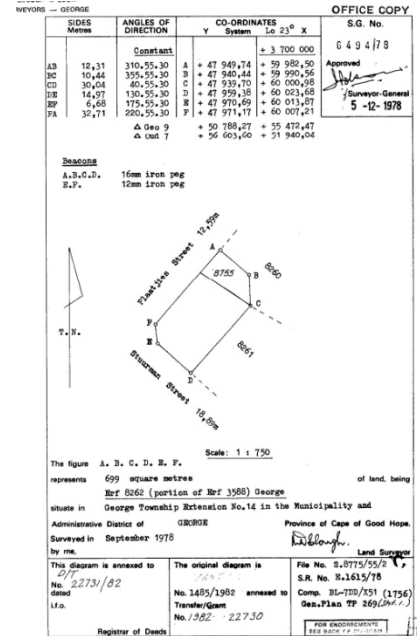 WEYORS — GEORGE
OFFICE COPY
SIDES Metres
ANGLES OF DIRECTION
CO-ORDINATES
Y System Lo 23° X
S.G. No.
6494/78
Constant + 3 700 000
Approved
AB 12,31 310.55.30 A + 47 949,74 + 59 982,50
BC 10,44 355.55.30 B + 47 940,44 + 59 990,56
CD 30,04 40.55.30 C + 47 939,70 + 60 000,98
DE 14,97 130.55.30 D + 47 959,38 + 60 023,68
EF 6,68 175.55.30 E + 47 970,69 + 60 013,87
FA 32,71 220.55.30 F + 47 971,17 + 60 007,21
Surveyor-General
5 -12- 1978
△ Geo 9 + 50 788,27 + 55 472,47
△ Oud 7 + 56 603,60 + 51 940,04
Beacons
A.B.C.D. 16mm iron peg
E.F. 12mm iron peg
12,59m
Plaatjies Street
A
B
8260
8755
C
T.N.
F
E
8261
D
Stuurman Street
18,89m
Scale: 1 : 750
The figure A. B. C. D. E. F.
represents 699 square metres of land, being
Erf 8262 (portion of Erf 3588) George
situate in George Township Extension No.14 in the Municipality and
Administrative District of GEORGE Province of Cape of Good Hope.
Surveyed in September 1978
by me,
Land Surveyor
This diagram is annexed to
D/T
No. 22731/82
dated
i.f.o.
Registrar of Deeds
The original diagram is
No. 1485/1982 annexed to
Transfer/Grant
No. 1982 · 22730
File No. S.8775/55/2
S.R. No. E.1615/78
Comp. BL-7DD/X51 (1756)
Gen.Plan TP 269
FOR ENDORSEMENTS
SEE BACK OF DIAGRAM